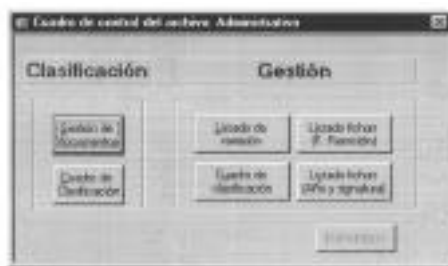 Cuadro de control del archivo Administrativo
Clasificación
Gestión
Gestión de
documentos
Cuadro de
Clasificación
Listado de
remisión
Listado fichas
(F. Remisión)
Cuadro de
clasificación
Listado fichas
(Año y signatura)